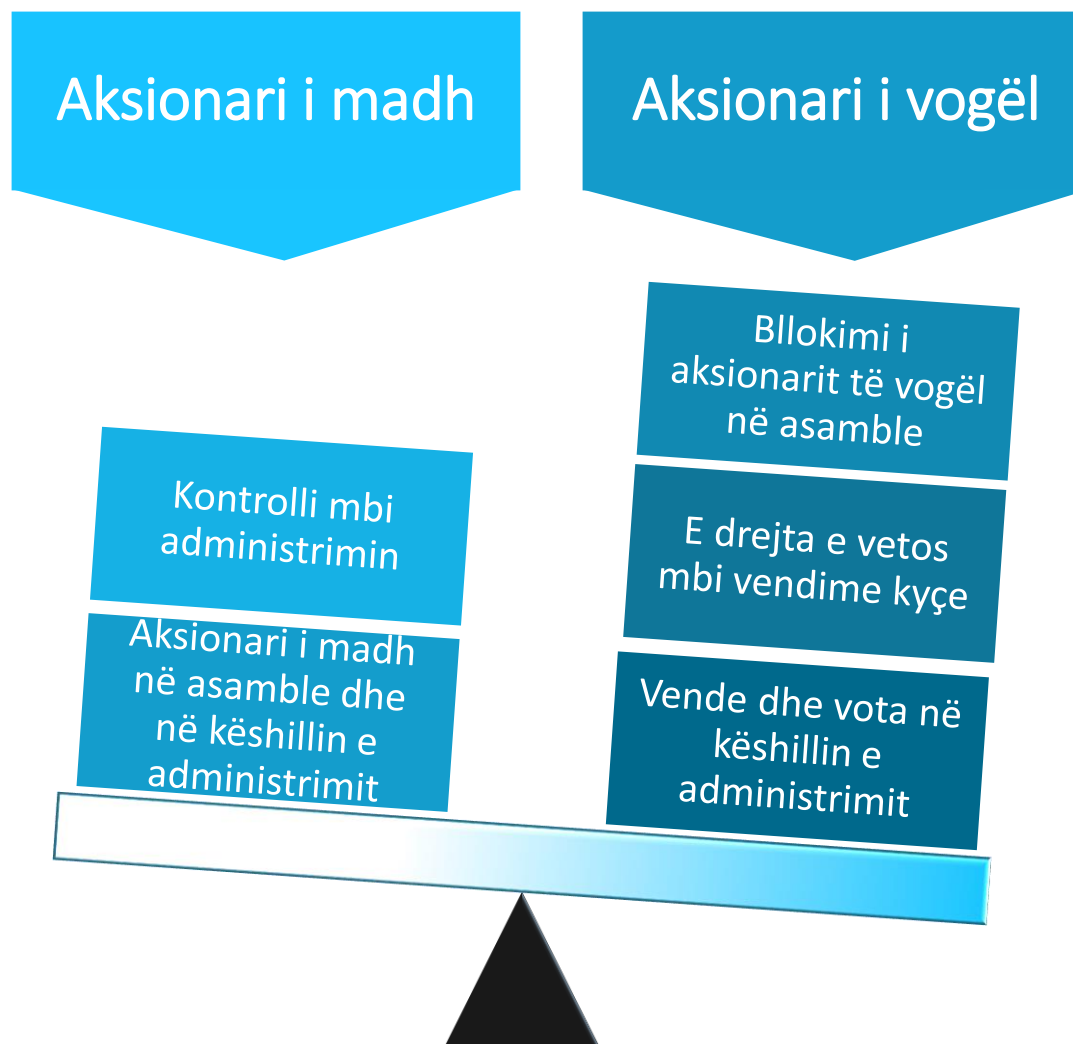 Aksionari i madh
Kontrolli mbi
administrimin
Aksionari i madh
në asamble dhe
në këshillin e
administrimit
Aksionari i vogël
Bllokimi i
aksionarit të vogël
në asamble
E drejta e vetos
mbi vendime kyçe
Vende dhe vota në
këshillin e
administrimit